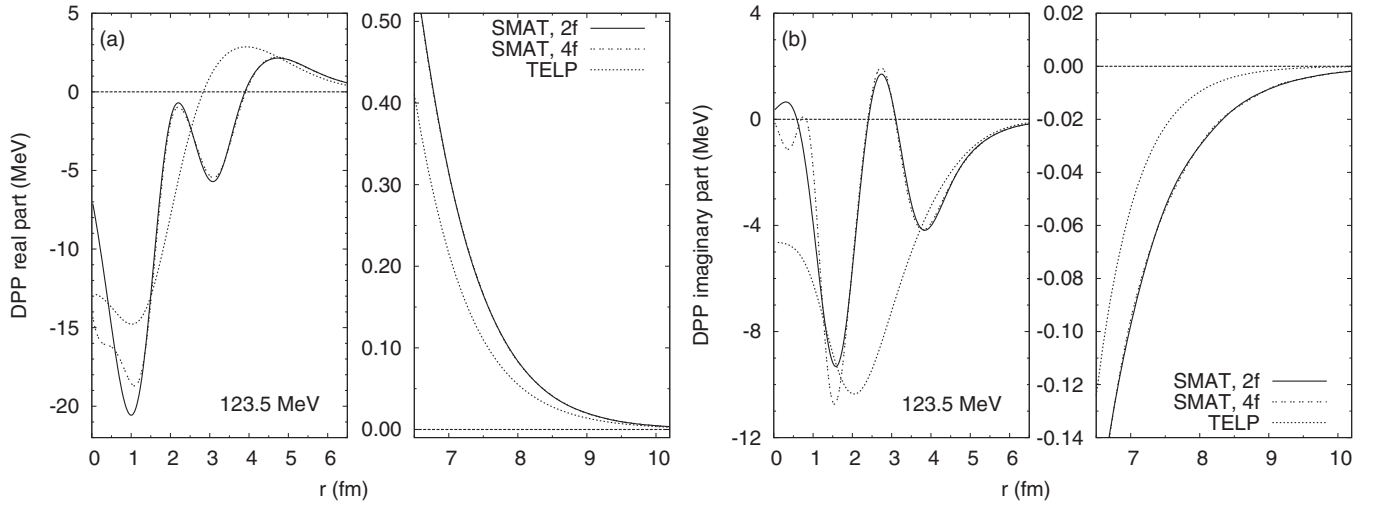 (a)
DPP real part (MeV)
5
0
-5
-10
-15
-20
123.5 MeV
0 1 2 3 4 5 6
0.50
0.40
0.30
0.20
0.10
0.00
SMAT, 2f
SMAT, 4f
TELP
7 8 9 10
r (fm)
(b)
DPP imaginary part (MeV)
4
0
-4
-8
-12
123.5 MeV
0 1 2 3 4 5 6
0.02
0.00
-0.02
-0.04
-0.06
-0.08
-0.10
-0.12
-0.14
SMAT, 2f
SMAT, 4f
TELP
7 8 9 10
r (fm)